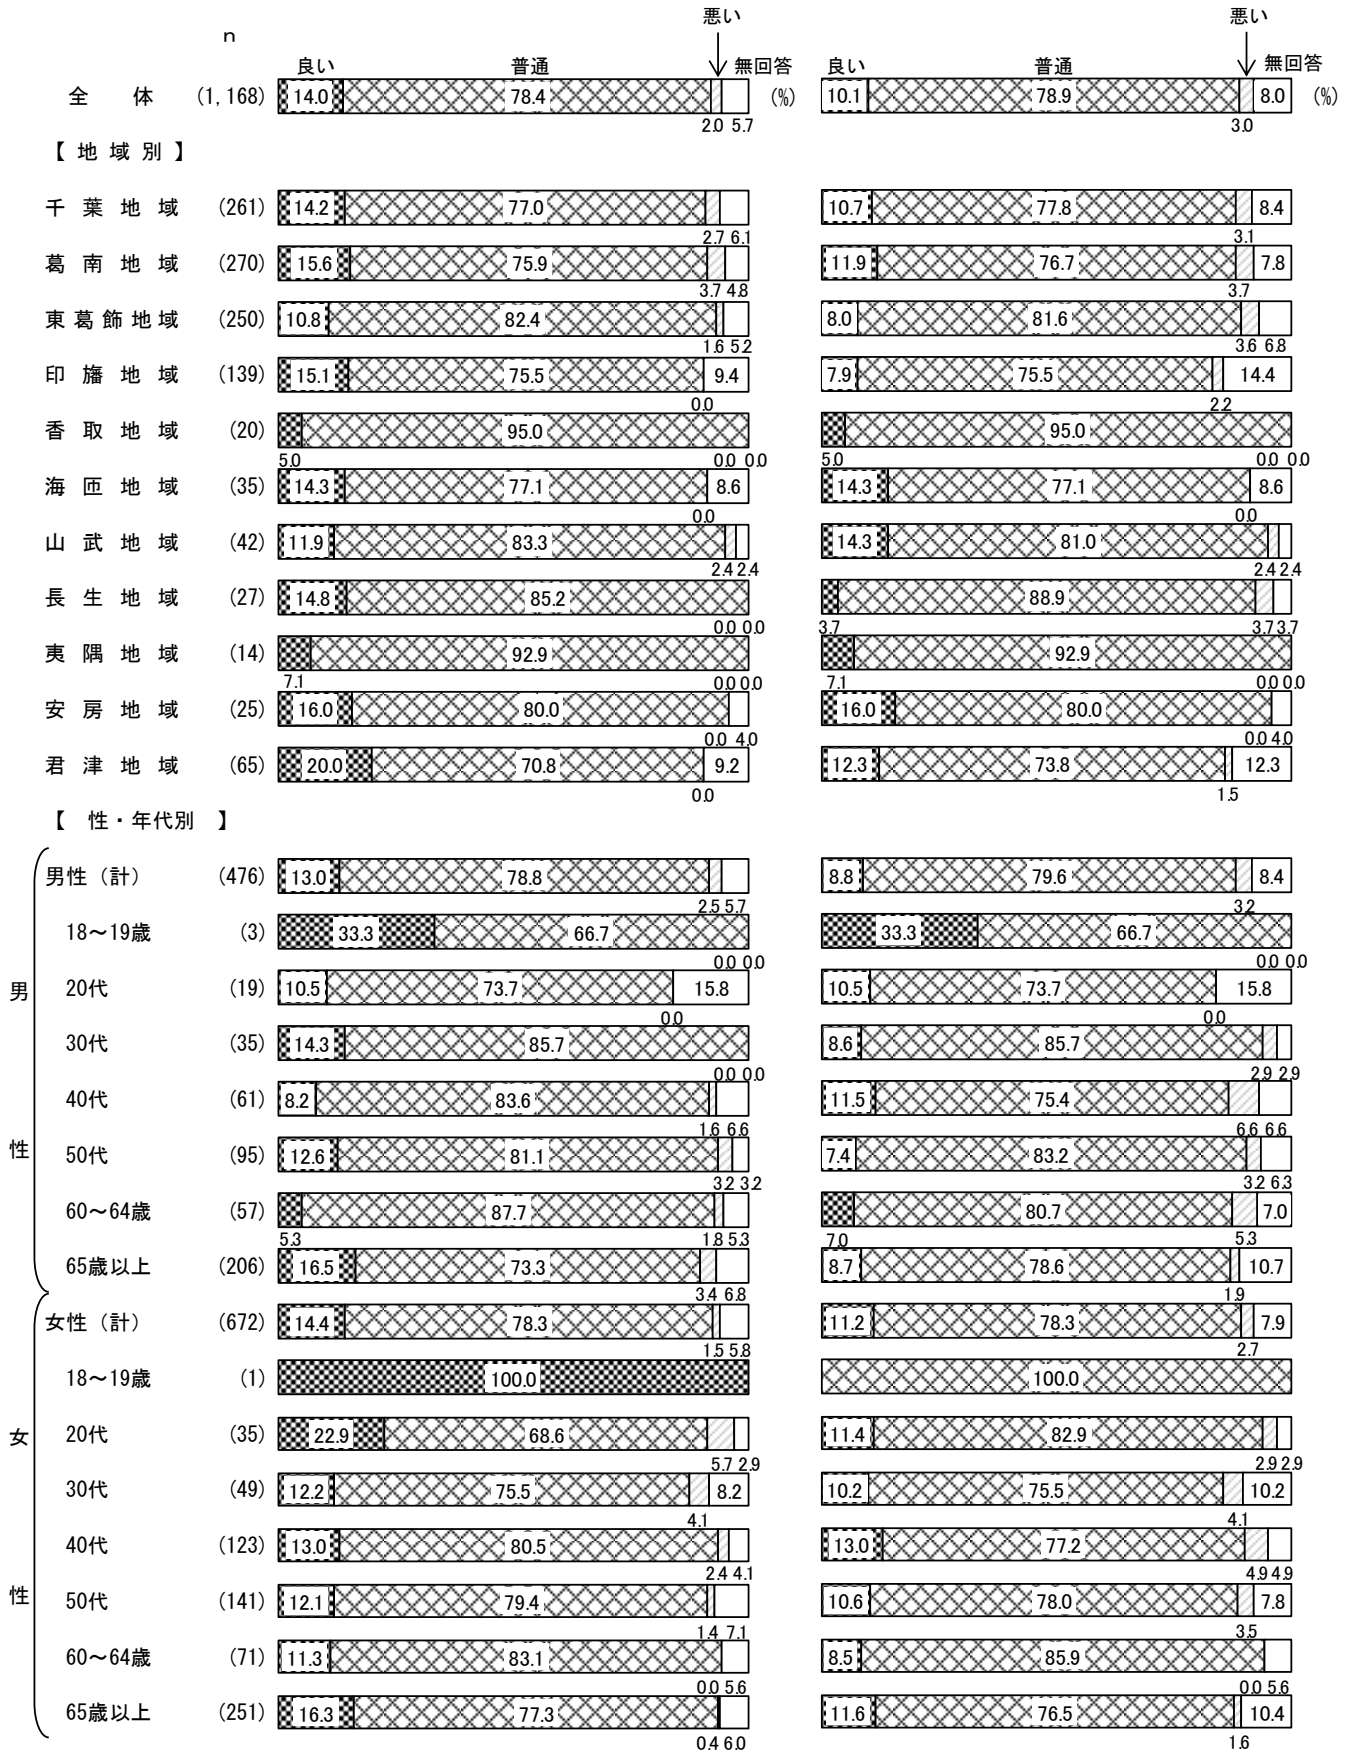 悪い 悪い
n
良い 普通 無回答 良い 普通 無回答
全体 (1,168) 14.0 78.4 (%) 10.1 78.9 8.0 (%)
2.0 5.7 3.0
【地域別】
千葉地域 (261) 14.2 77.0 10.7 77.8 8.4
2.7 6.1 3.1
葛南地域 (270) 15.6 75.9 11.9 76.7 7.8
3.7 4.8 3.7
東葛飾地域 (250) 10.8 82.4 8.0 81.6
1.6 5.2 3.6 6.8
印旛地域 (139) 15.1 75.5 9.4 7.9 75.5 14.4
0.0 2.2
香取地域 (20) 95.0 95.0
5.0 0.0 0.0 5.0 0.0 0.0
海匝地域 (35) 14.3 77.1 8.6 14.3 77.1 8.6
0.0 0.0
山武地域 (42) 11.9 83.3 14.3 81.0
2.4 2.4 2.4 2.4
長生地域 (27) 14.8 85.2 88.9
0.0 0.0 3.7 3.7 3.7
夷隅地域 (14) 92.9 92.9
7.1 0.0 0.0 7.1 0.0 0.0
安房地域 (25) 16.0 80.0 16.0 80.0
0.0 4.0 0.0 4.0
君津地域 (65) 20.0 70.8 9.2 12.3 73.8 12.3
0.0 1.5
【 性・年代別 】
男性（計） (476) 13.0 78.8 8.8 79.6 8.4
2.5 5.7 3.2
18～19歳 (3) 33.3 66.7 33.3 66.7
0.0 0.0 0.0 0.0
男 20代 (19) 10.5 73.7 15.8 10.5 73.7 15.8
0.0 0.0
30代 (35) 14.3 85.7 8.6 85.7
0.0 0.0 2.9 2.9
40代 (61) 8.2 83.6 11.5 75.4
1.6 6.6 6.6 6.6
性 50代 (95) 12.6 81.1 7.4 83.2
3.2 3.2 3.2 6.3
60～64歳 (57) 87.7 80.7 7.0
5.3 1.8 5.3 7.0 5.3
65歳以上 (206) 16.5 73.3 8.7 78.6 10.7
3.4 6.8 1.9
女性（計） (672) 14.4 78.3 11.2 78.3 7.9
1.5 5.8 2.7
18～19歳 (1) 100.0 100.0
女 20代 (35) 22.9 68.6 11.4 82.9
5.7 2.9 2.9 2.9
30代 (49) 12.2 75.5 8.2 10.2 75.5 10.2
4.1 4.1
40代 (123) 13.0 80.5 13.0 77.2
2.4 4.1 4.9 4.9
性 50代 (141) 12.1 79.4 10.6 78.0 7.8
1.4 7.1 3.5
60～64歳 (71) 11.3 83.1 8.5 85.9
0.0 5.6 0.0 5.6
65歳以上 (251) 16.3 77.3 11.6 76.5 10.4
0.4 6.0 1.6